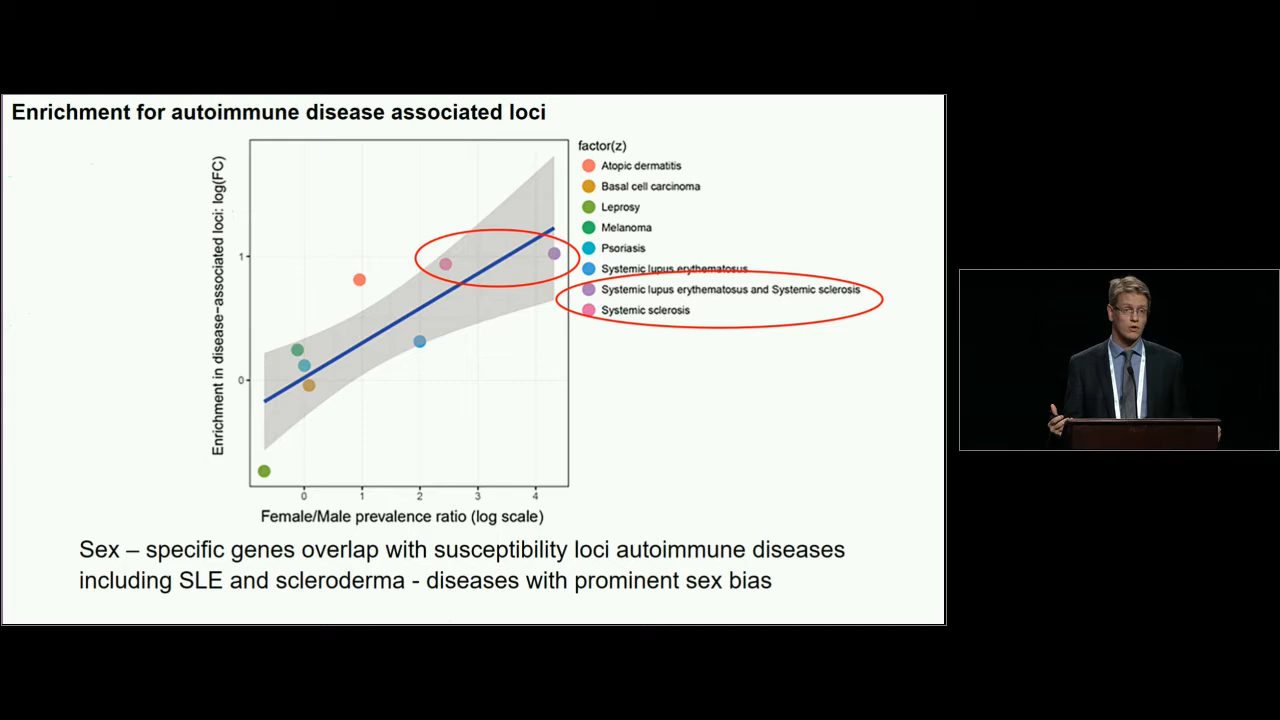 Enrichment for autoimmune disease associated loci
Enrichment in disease−associated loci: log(FC)
1
0
0
1
2
3
4
Female/Male prevalence ratio (log scale)
factor(z)
Atopic dermatitis
Basal cell carcinoma
Leprosy
Melanoma
Psoriasis
Systemic lupus erythematosus
Systemic lupus erythematosus and Systemic sclerosis
Systemic sclerosis
Sex – specific genes overlap with susceptibility loci autoimmune diseases
including SLE and scleroderma - diseases with prominent sex bias